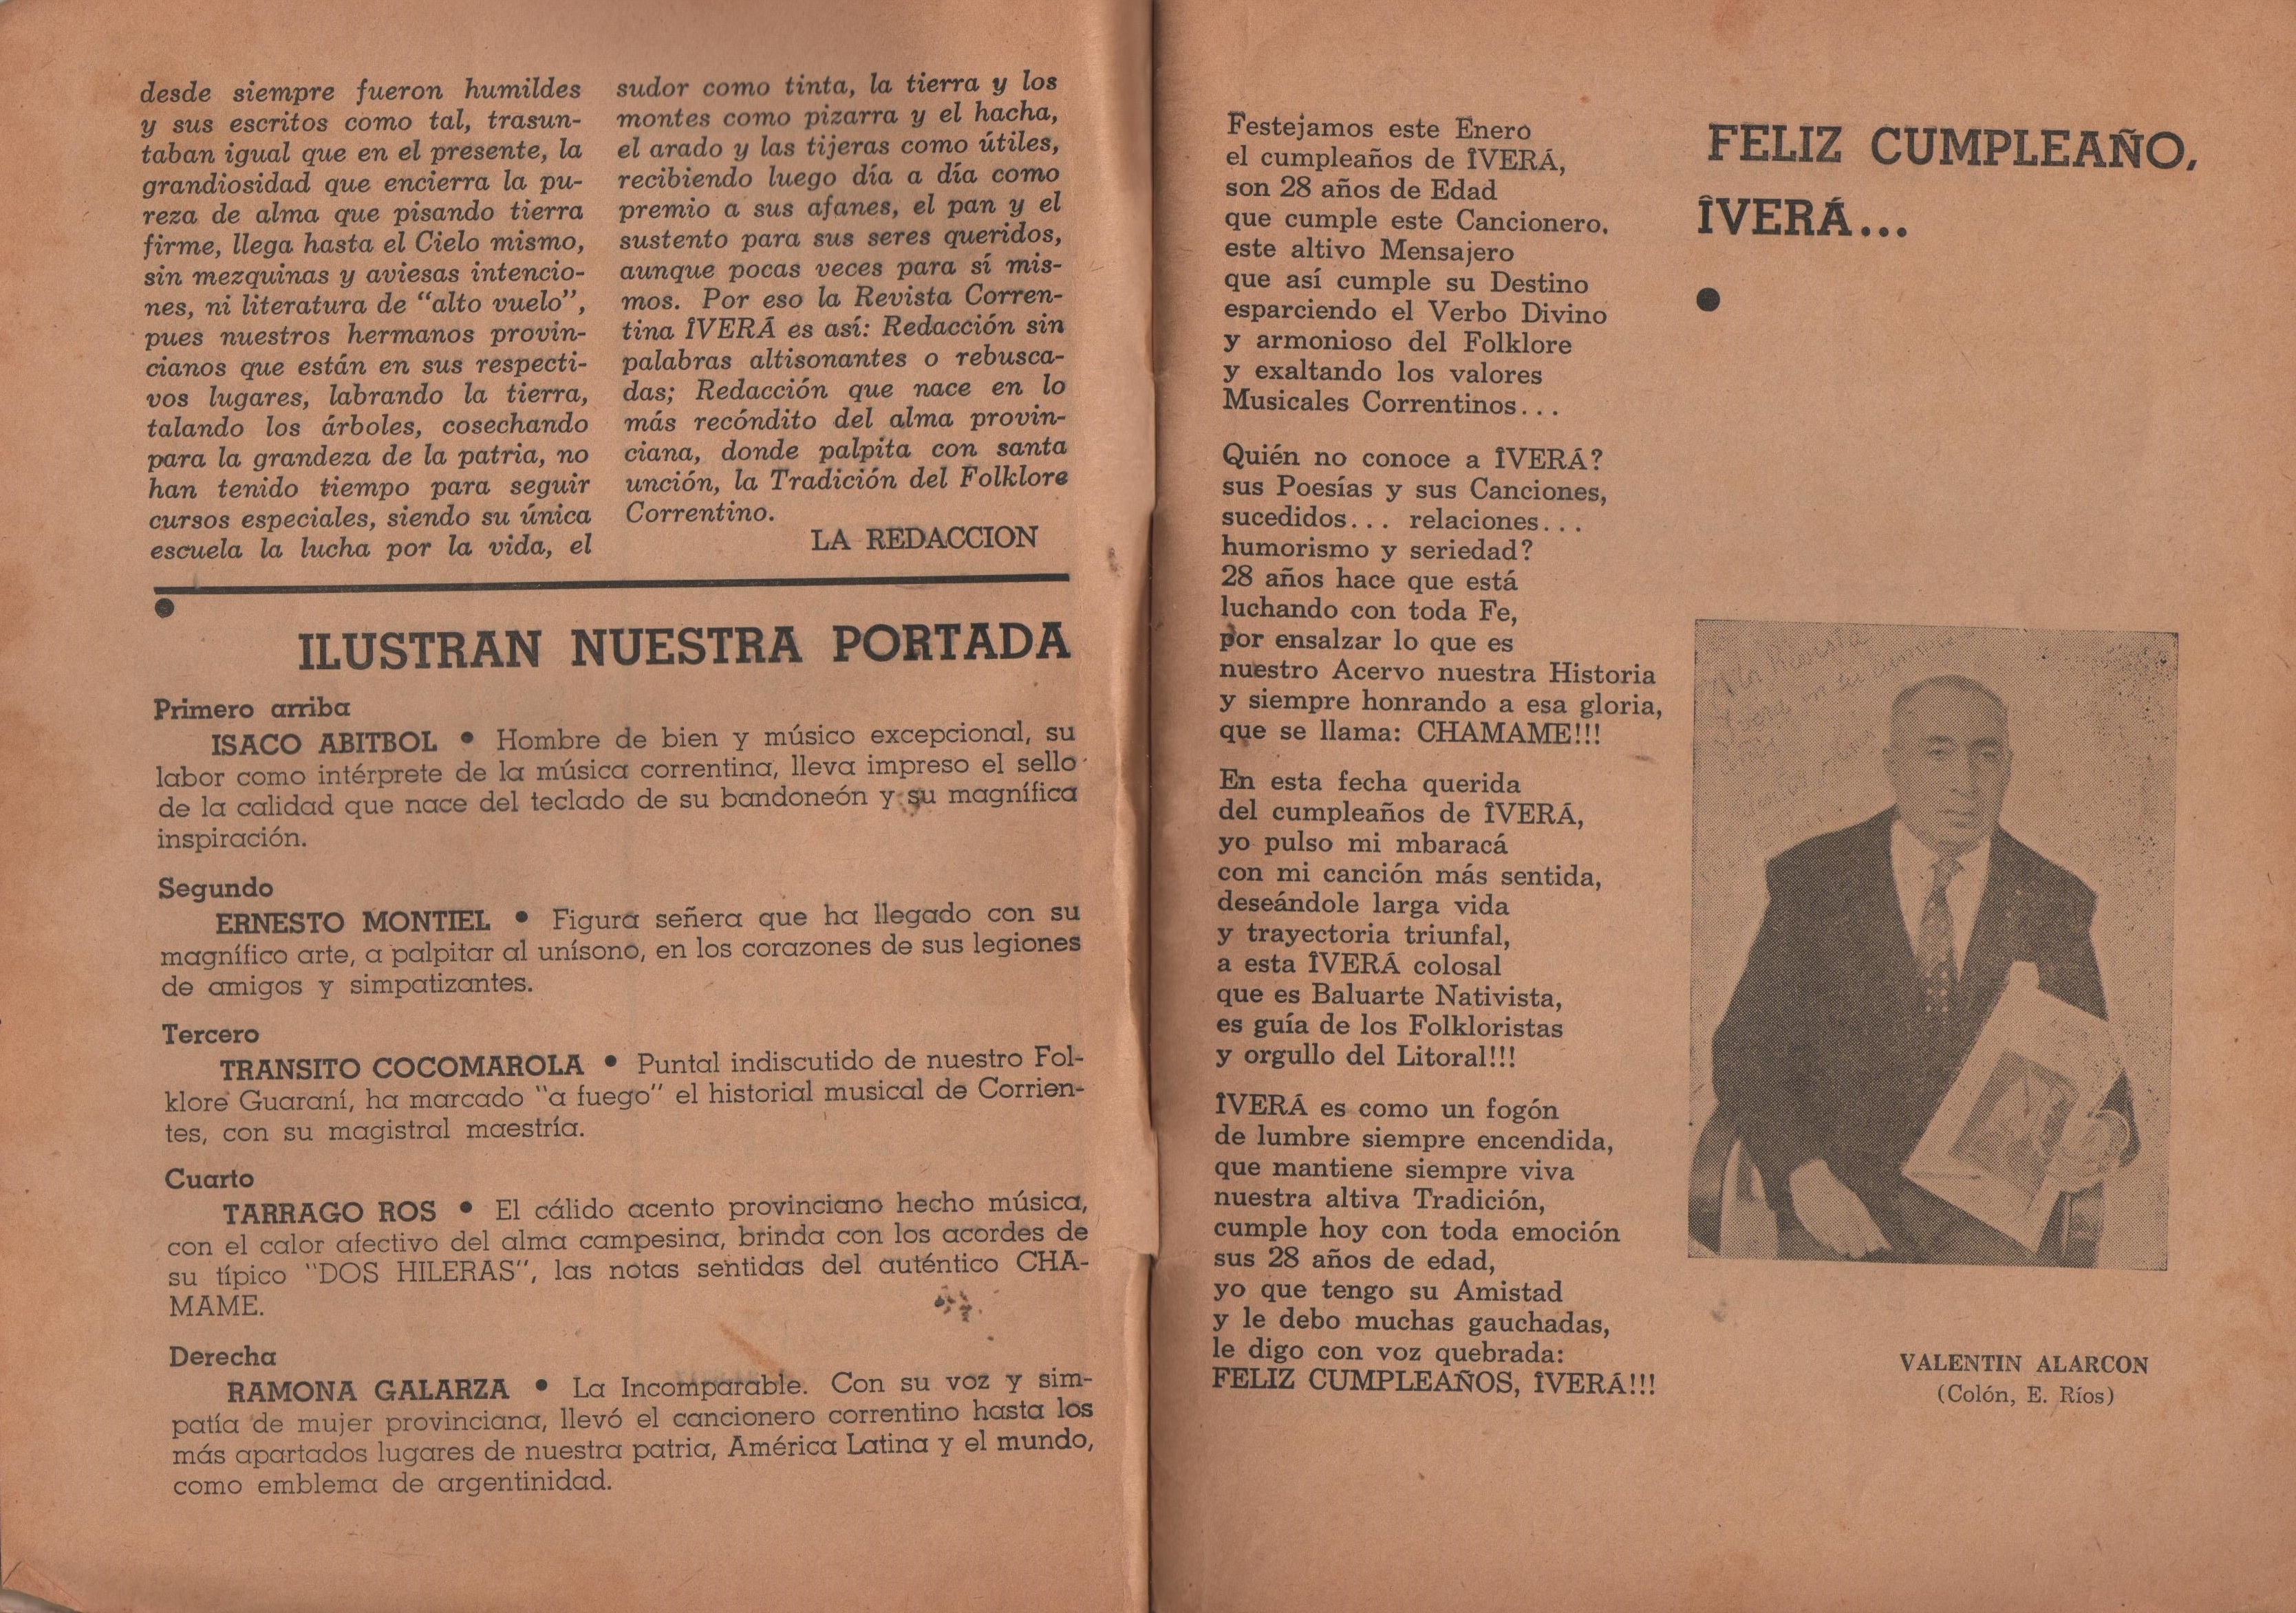 desde siempre fueron humildes
y sus escritos como tal, trasun-
taban igual que en el presente, la
grandiosidad que encierra la pu-
reza de alma que pisando tierra
firme, llega hasta el Cielo mismo,
sin mezquinas y aviesas intencio-
nes, ni literatura de "alto vuelo",
pues nuestros hermanos provin-
cianos que están en sus respecti-
vos lugares, labrando la tierra,
talando los árboles, cosechando
para la grandeza de la patria, no
han tenido tiempo para seguir
cursos especiales, siendo su única
escuela la lucha por la vida, el
sudor como tinta, la tierra y los
montes como pizarra y el hacha,
el arado y las tijeras como útiles,
recibiendo luego día a día como
premio a sus afanes, el pan y el
sustento para sus seres queridos,
aunque pocas veces para sí mis-
mos. Por eso la Revista Corren-
tina ÎVERÁ es así: Redacción sin
palabras altisonantes o rebusca-
das; Redacción que nace en lo
más recóndito del alma provin-
ciana, donde palpita con santa
unción, la Tradición del Folklore
Correntino.
LA REDACCION
ILUSTRAN NUESTRA PORTADA
Primero arriba
ISACO ABITBOL • Hombre de bien y músico excepcional, su
labor como intérprete de la música correntina, lleva impreso el sello
de la calidad que nace del teclado de su bandoneón y su magnífica
inspiración.
Segundo
ERNESTO MONTIEL • Figura señera que ha llegado con su
magnífico arte, a palpitar al unísono, en los corazones de sus legiones
de amigos y simpatizantes.
Tercero
TRANSITO COCOMAROLA • Puntal indiscutido de nuestro Fol-
klore Guaraní, ha marcado "a fuego" el historial musical de Corrien-
tes, con su magistral maestría.
Cuarto
TARRAGO ROS • El cálido acento provinciano hecho música,
con el calor afectivo del alma campesina, brinda con los acordes de
su típico "DOS HILERAS", las notas sentidas del auténtico CHA-
MAME.
Derecha
RAMONA GALARZA • La Incomparable. Con su voz y sim-
patía de mujer provinciana, llevó el cancionero correntino hasta los
más apartados lugares de nuestra patria, América Latina y el mundo,
como emblema de argentinidad.
FELIZ CUMPLEAÑO,
ÎVERÁ...
Festejamos este Enero
el cumpleaños de ÎVERÁ,
son 28 años de Edad
que cumple este Cancionero.
este altivo Mensajero
que así cumple su Destino
esparciendo el Verbo Divino
y armonioso del Folklore
y exaltando los valores
Musicales Correntinos...
Quién no conoce a ÎVERÁ?
sus Poesías y sus Canciones,
sucedidos... relaciones...
humorismo y seriedad?
28 años hace que está
luchando con toda Fe,
por ensalzar lo que es
nuestro Acervo nuestra Historia
y siempre honrando a esa gloria,
que se llama: CHAMAME!!!
En esta fecha querida
del cumpleaños de ÎVERÁ,
yo pulso mi mbaracá
con mi canción más sentida,
deseándole larga vida
y trayectoria triunfal,
a esta ÎVERÁ colosal
que es Baluarte Nativista,
es guía de los Folkloristas
y orgullo del Litoral!!!
ÎVERÁ es como un fogón
de lumbre siempre encendida,
que mantiene siempre viva
nuestra altiva Tradición,
cumple hoy con toda emoción
sus 28 años de edad,
yo que tengo su Amistad
y le debo muchas gauchadas,
le digo con voz quebrada:
FELIZ CUMPLEAÑOS, ÎVERÁ!!!
VALENTIN ALARCON
(Colón, E. Ríos)